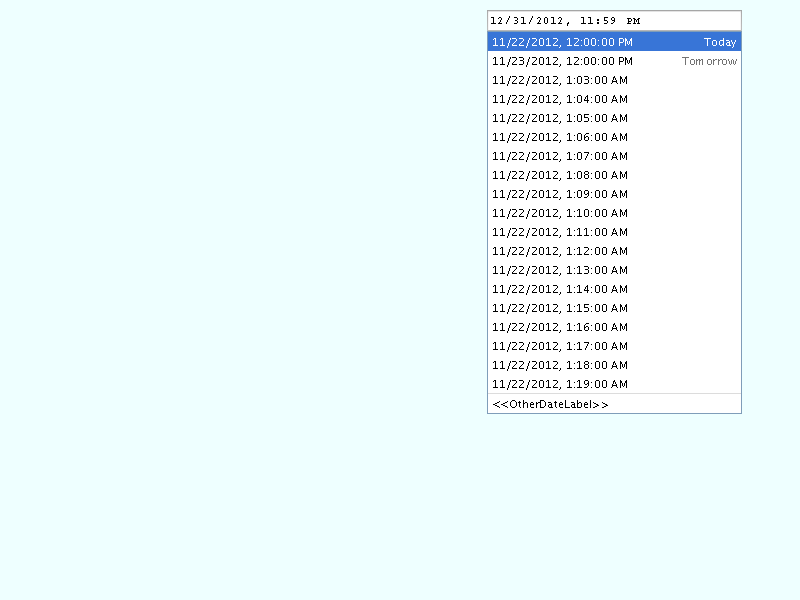 12/31/2012, 11:59 PM
11/22/2012, 12:00:00 PM Today
11/23/2012, 12:00:00 PM Tomorrow
11/22/2012, 1:03:00 AM
11/22/2012, 1:04:00 AM
11/22/2012, 1:05:00 AM
11/22/2012, 1:06:00 AM
11/22/2012, 1:07:00 AM
11/22/2012, 1:08:00 AM
11/22/2012, 1:09:00 AM
11/22/2012, 1:10:00 AM
11/22/2012, 1:11:00 AM
11/22/2012, 1:12:00 AM
11/22/2012, 1:13:00 AM
11/22/2012, 1:14:00 AM
11/22/2012, 1:15:00 AM
11/22/2012, 1:16:00 AM
11/22/2012, 1:17:00 AM
11/22/2012, 1:18:00 AM
11/22/2012, 1:19:00 AM
<<OtherDateLabel>>